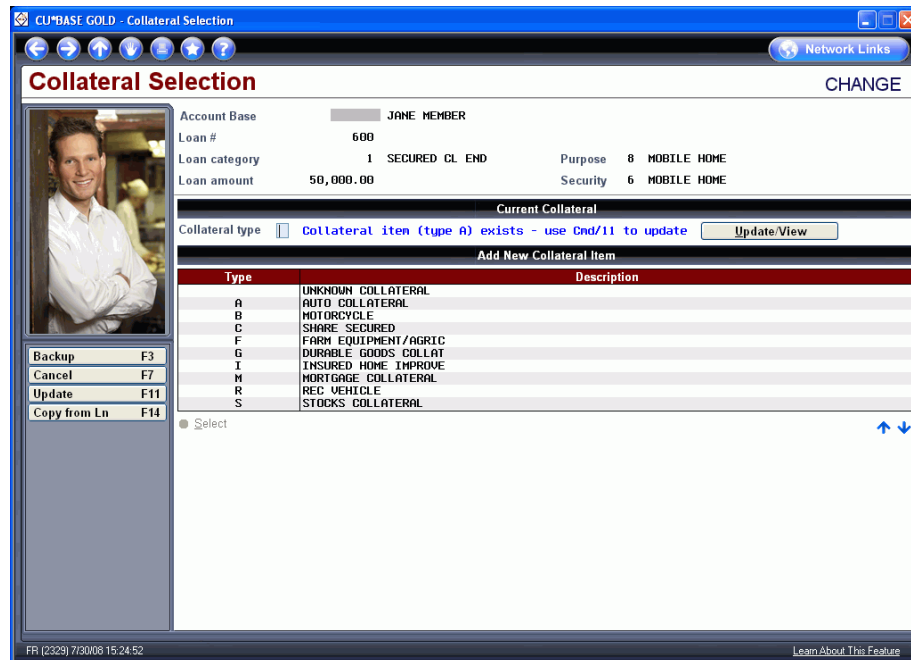 CU*BASE GOLD - Collateral Selection
Network Links
Collateral Selection CHANGE
Account Base JANE MEMBER
Loan # 600
Loan category 1 SECURED CL END Purpose 8 MOBILE HOME
Loan amount 50,000.00 Security 6 MOBILE HOME
Current Collateral
Collateral type Collateral item (type A) exists - use Cmd/11 to update Update/View
Add New Collateral Item
Type Description
UNKNOWN COLLATERAL
A AUTO COLLATERAL
B MOTORCYCLE
C SHARE SECURED
F FARM EQUIPMENT/AGRIC
G DURABLE GOODS COLLAT
I INSURED HOME IMPROVE
M MORTGAGE COLLATERAL
R REC VEHICLE
S STOCKS COLLATERAL
Select
Backup F3
Cancel F7
Update F11
Copy from Ln F14
FR (2329) 7/30/08 15:24:52 Learn About This Feature